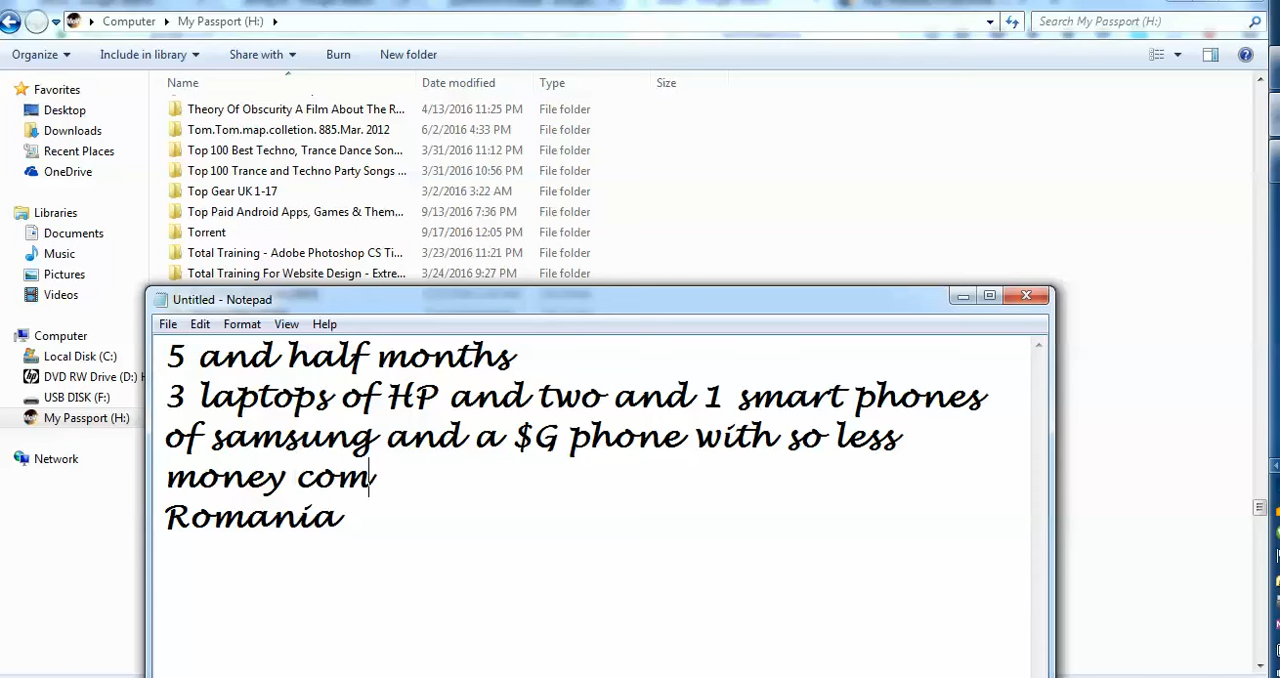 Computer
My Passport (H:)
Search My Passport (H:)
Organize
Include in library
Share with
Burn
New folder
Favorites
Desktop
Downloads
Recent Places
OneDrive
Libraries
Documents
Music
Pictures
Videos
Computer
Local Disk (C:)
DVD RW Drive (D:) H
USB DISK (F:)
My Passport (H:)
Network
Name Date modified Type Size
Theory Of Obscurity A Film About The R... 4/13/2016 11:25 PM File folder
Tom.Tom.map.colletion. 885.Mar. 2012 6/2/2016 4:33 PM File folder
Top 100 Best Techno, Trance Dance Son... 3/31/2016 11:12 PM File folder
Top 100 Trance and Techno Party Songs ... 3/31/2016 10:56 PM File folder
Top Gear UK 1-17 3/2/2016 3:22 AM File folder
Top Paid Android Apps, Games & Them... 9/13/2016 7:36 PM File folder
Torrent 9/17/2016 12:05 PM File folder
Total Training - Adobe Photoshop CS Ti... 3/23/2016 11:21 PM File folder
Total Training For Website Design - Extre... 3/24/2016 9:27 PM File folder
Untitled - Notepad
File Edit Format View Help
5 and half months
3 laptops of HP and two and 1 smart phones
of samsung and a $G phone with so less
money com
Romania